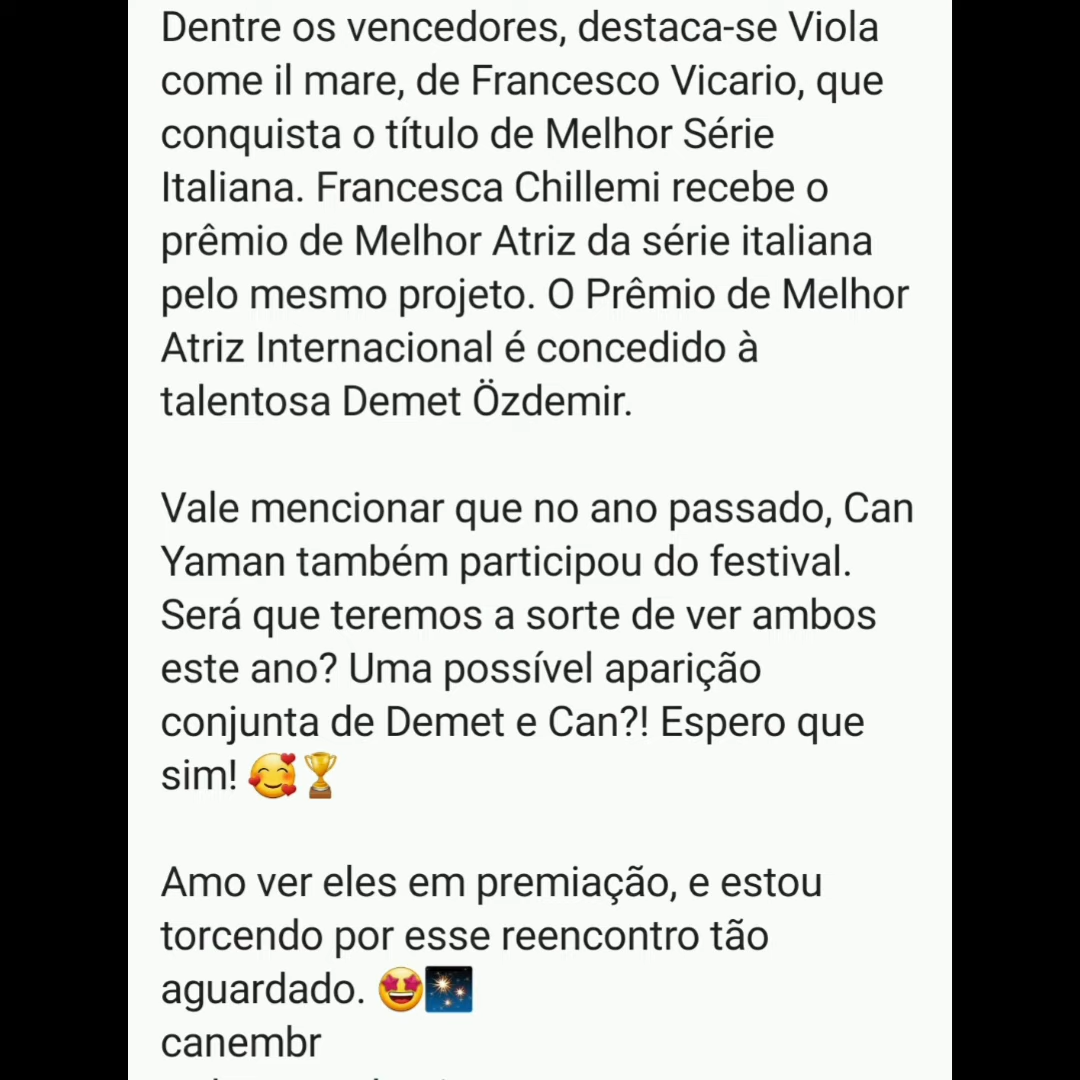 Dentre os vencedores, destaca-se Viola
come il mare, de Francesco Vicario, que
conquista o título de Melhor Série
Italiana. Francesca Chillemi recebe o
prêmio de Melhor Atriz da série italiana
pelo mesmo projeto. O Prêmio de Melhor
Atriz Internacional é concedido à
talentosa Demet Özdemir.
Vale mencionar que no ano passado, Can
Yaman também participou do festival.
Será que teremos a sorte de ver ambos
este ano? Uma possível aparição
conjunta de Demet e Can?! Espero que
sim! 🥰🏆
Amo ver eles em premiação, e estou
torcendo por esse reencontro tão
aguardado. 🤩🎇
canembr